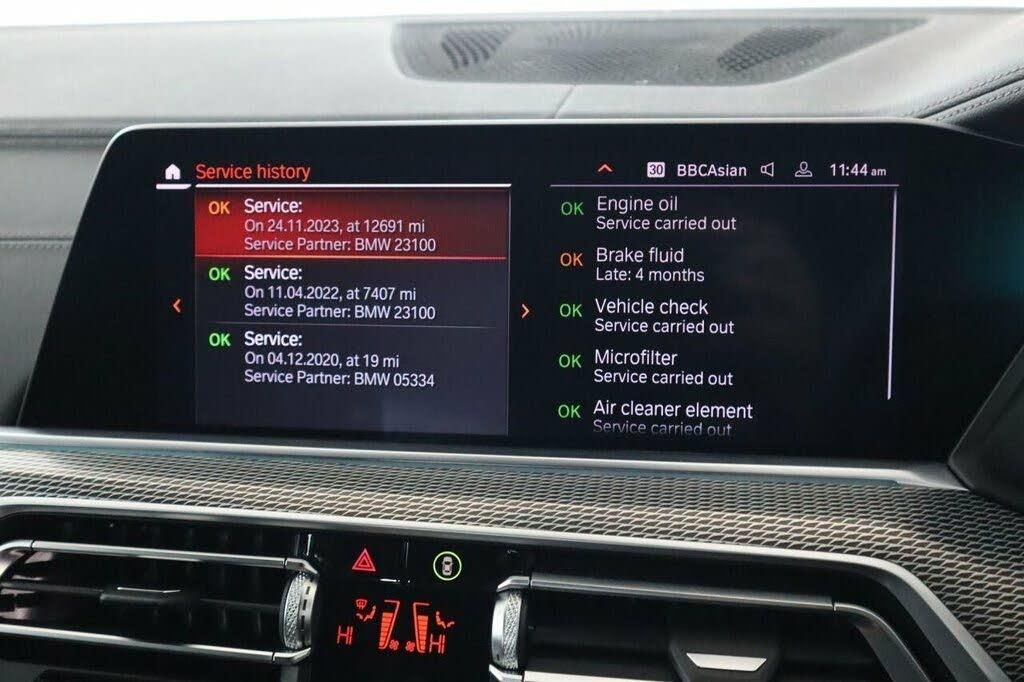 Service history
30 BBCAsian 11:44 am
OK Service:
On 24.11.2023, at 12691 mi
Service Partner: BMW 23100
OK Service:
On 11.04.2022, at 7407 mi
Service Partner: BMW 23100
OK Service:
On 04.12.2020, at 19 mi
Service Partner: BMW 05334
OK Engine oil
Service carried out
OK Brake fluid
Late: 4 months
OK Vehicle check
Service carried out
OK Microfilter
Service carried out
OK Air cleaner element
Service carried out
HI HI